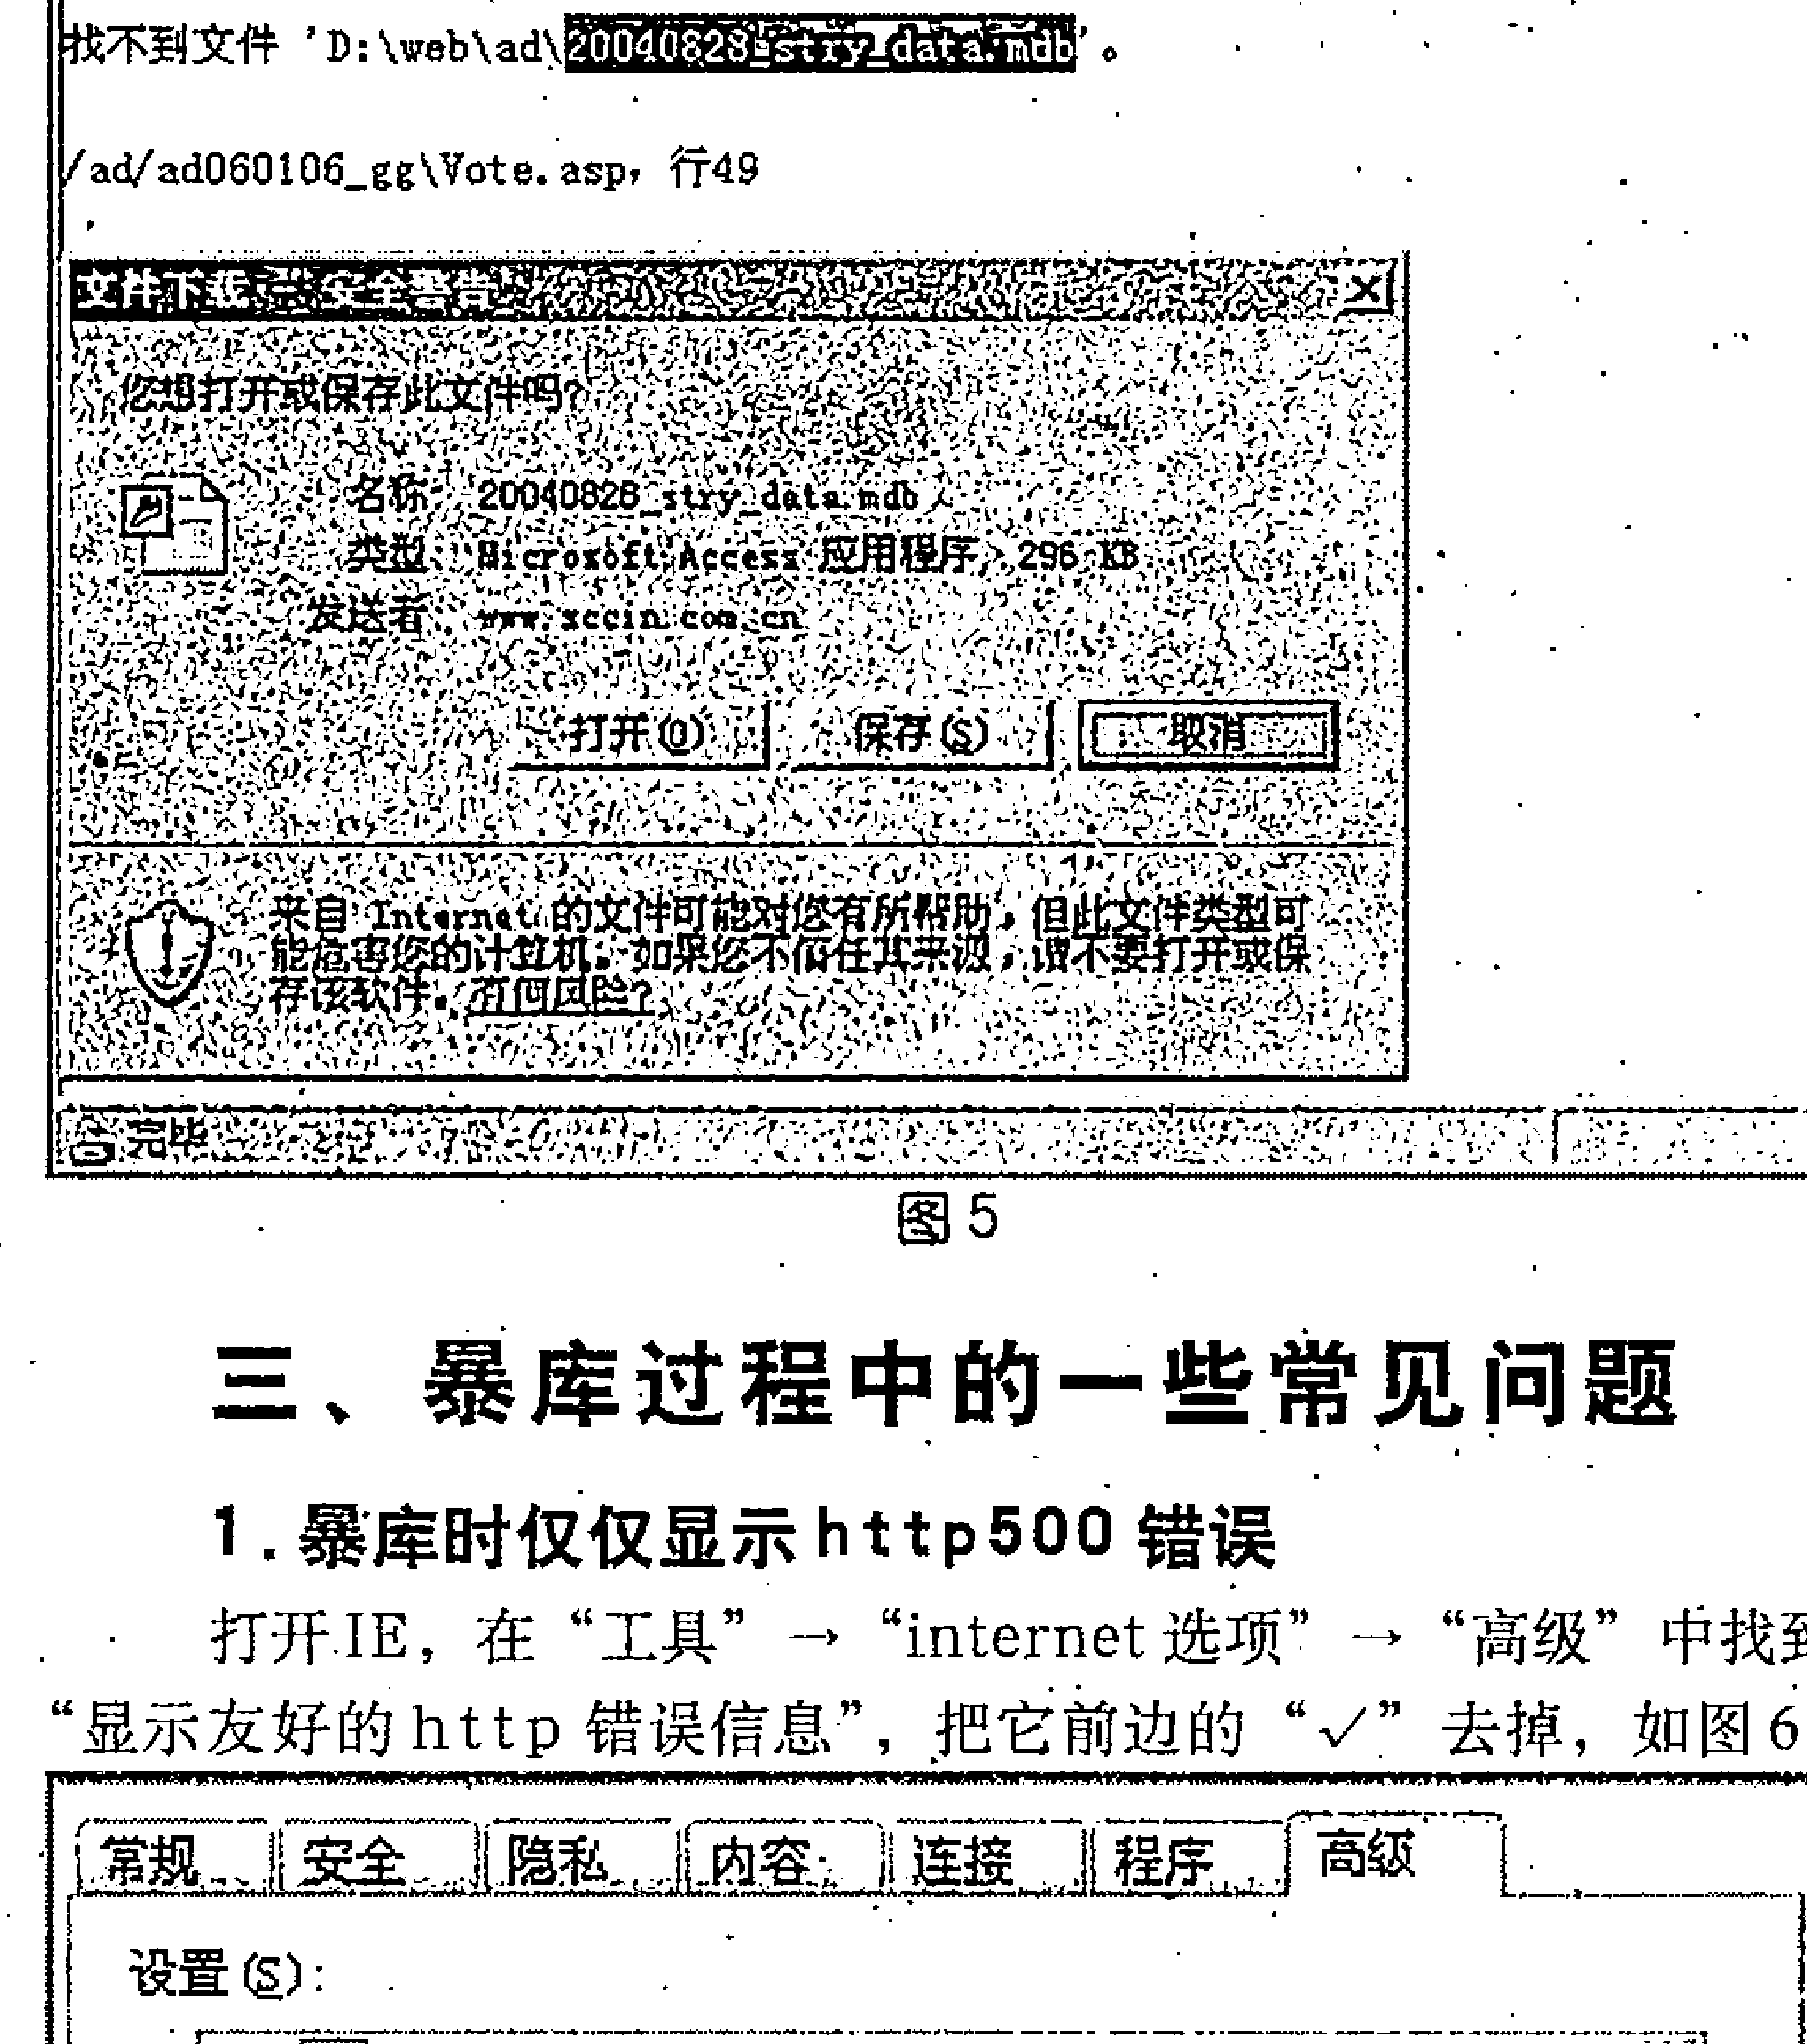 找不到文件 'D:\web\ad\20040828_stry_data.mdb'。
/ad/ad060106_gg\Vote.asp，行49
文件下载 - 安全警告
您想打开或保存此文件吗?
名称: 20040828_stry_data.mdb
类型: Microsoft Access 应用程序, 296 KB
发送者: www.xccin.com.cn
打开(O) 保存(S) 取消
来自 Internet 的文件可能对您有所帮助，但此文件类型可
能危害您的计算机。如果您不信任其来源，请不要打开或保
存该软件。有何风险?
完毕
图5
三、暴库过程中的一些常见问题
1.暴库时仅仅显示http500错误
打开IE，在“工具”→“internet选项”→“高级”中找到
“显示友好的http错误信息”，把它前边的“✓”去掉，如图6
常规 安全 隐私 内容 连接 程序 高级
设置(S):